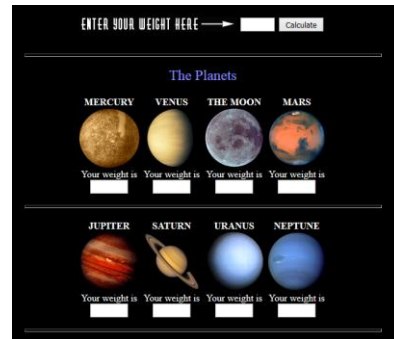 ENTER YOUR WEIGHT HERE Calculate
The Planets
MERCURY VENUS THE MOON MARS
Your weight is Your weight is Your weight is Your weight is
JUPITER SATURN URANUS NEPTUNE
Your weight is Your weight is Your weight is Your weight is